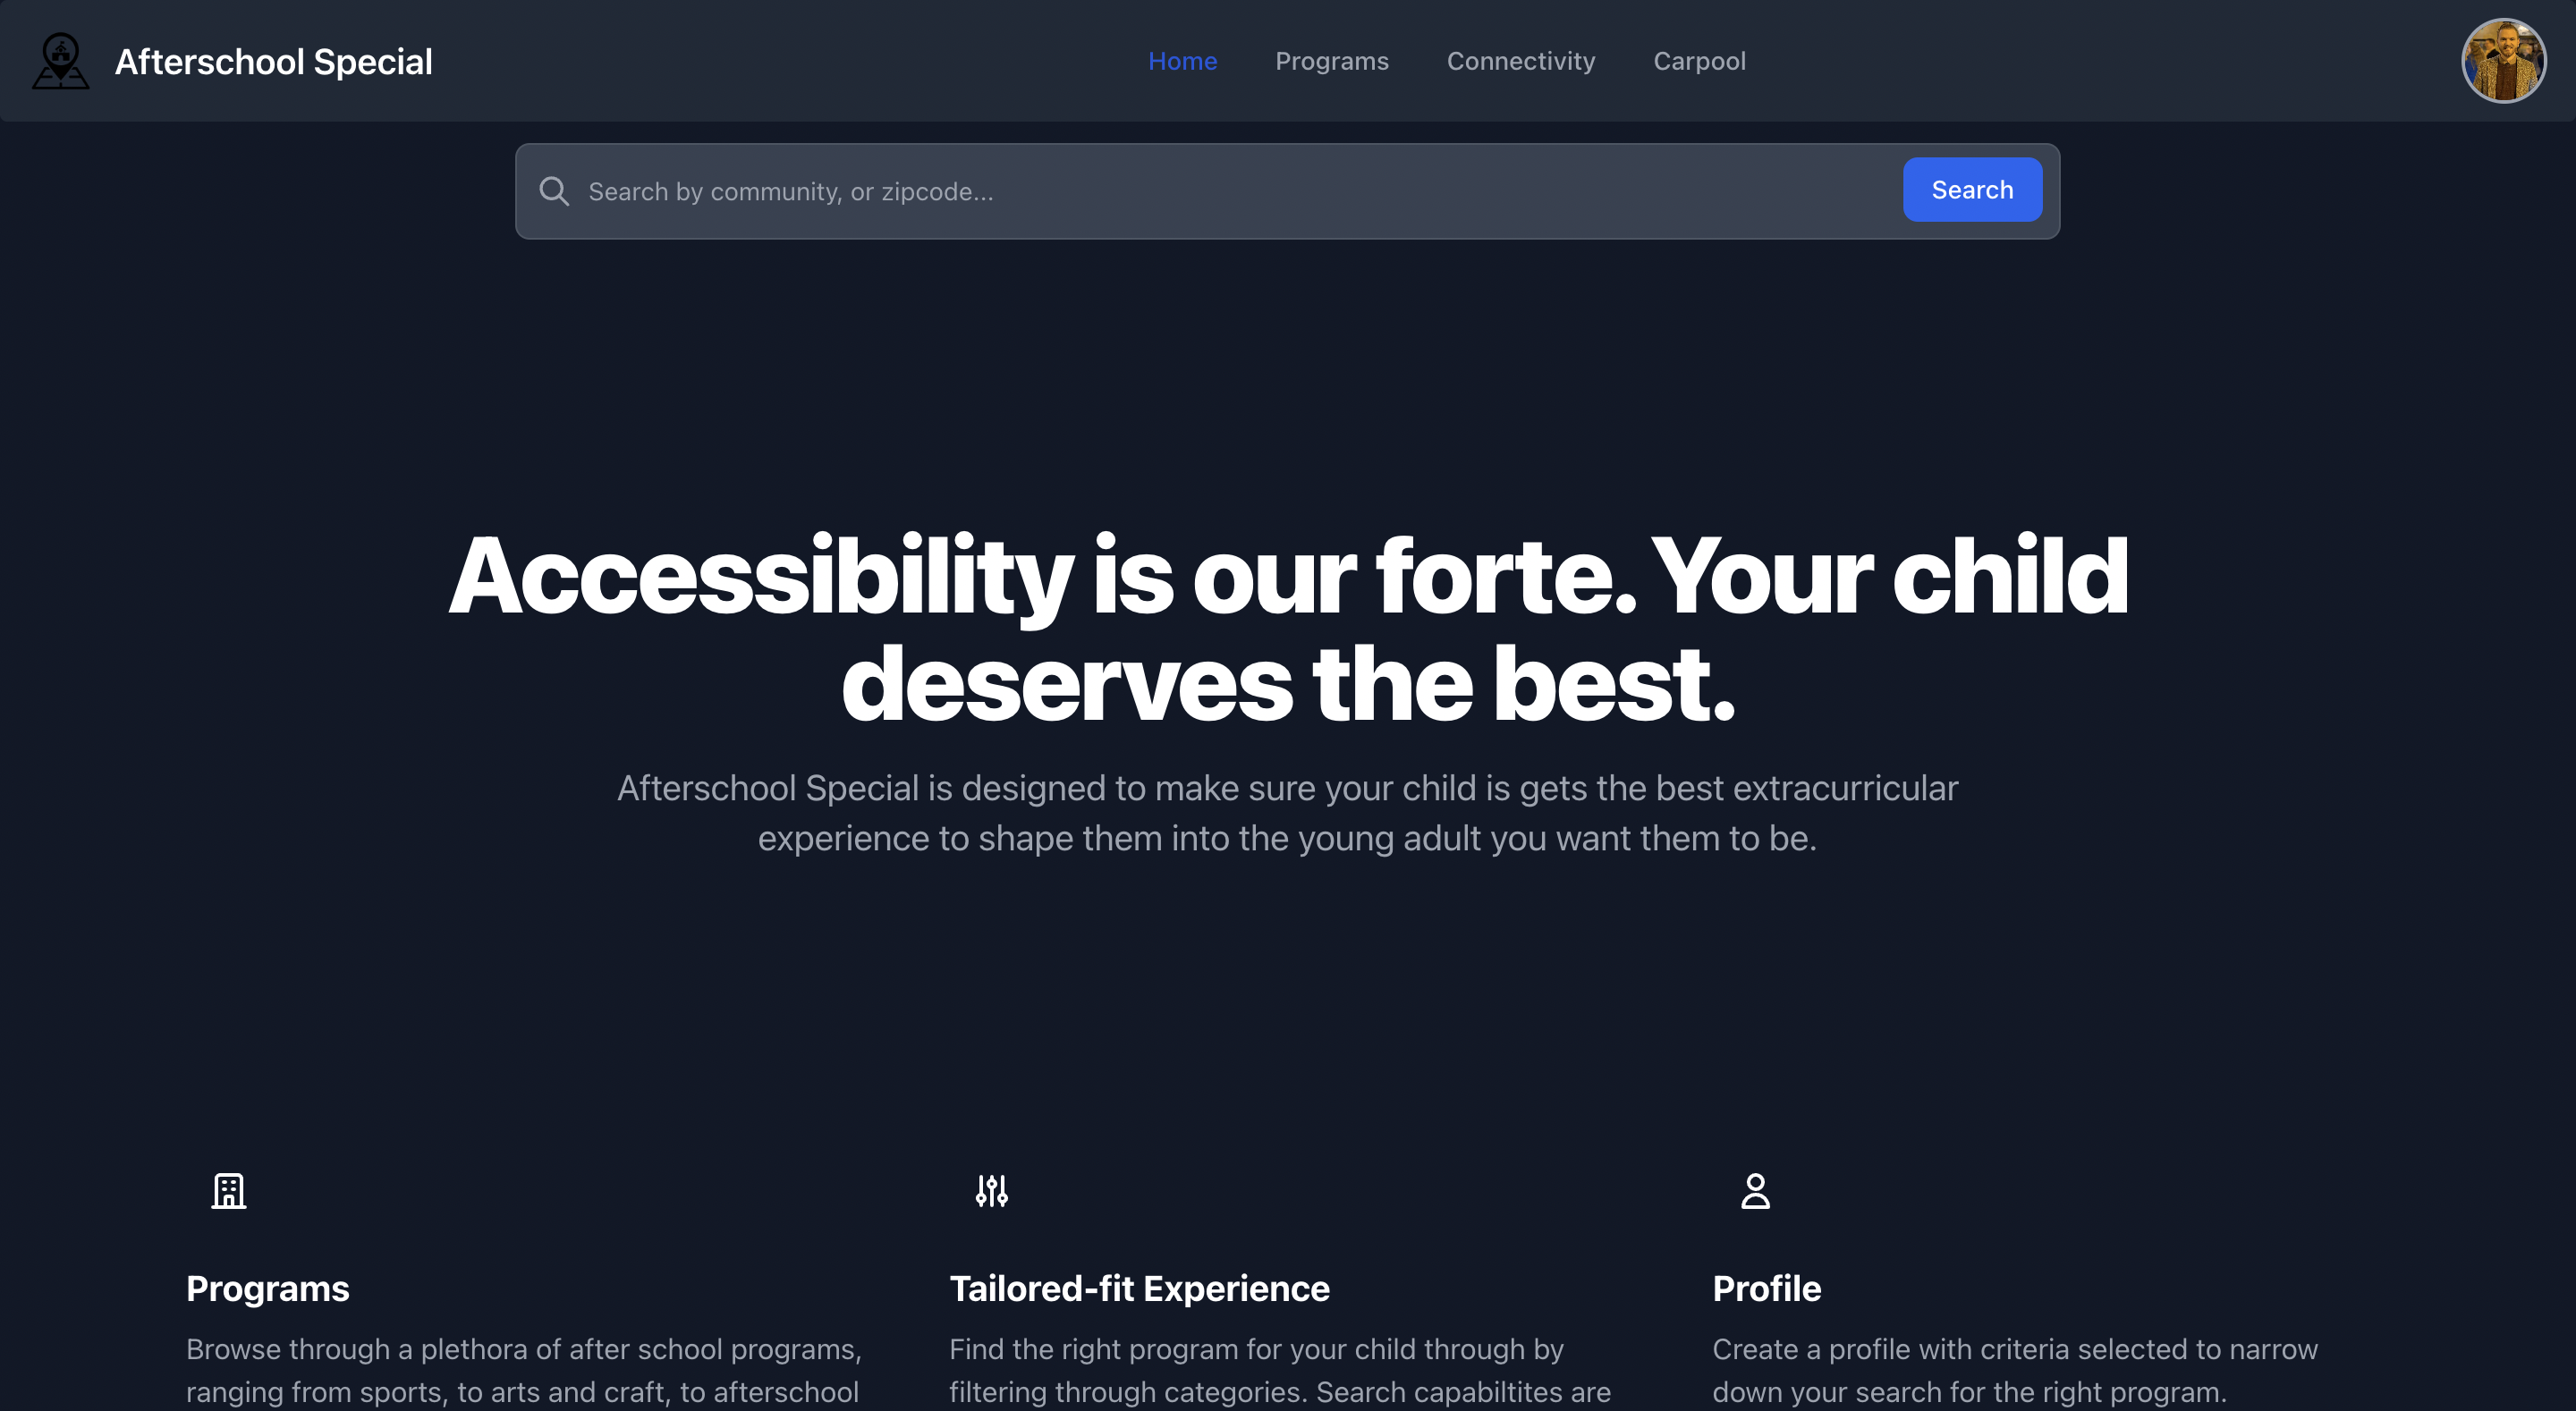 Afterschool Special
Home
Programs
Connectivity
Carpool
Search by community, or zipcode...
Search
Accessibility is our forte. Your child
deserves the best.
Afterschool Special is designed to make sure your child is gets the best extracurricular
experience to shape them into the young adult you want them to be.
Programs
Browse through a plethora of after school programs,
ranging from sports, to arts and craft, to afterschool
Tailored-fit Experience
Find the right program for your child through by
filtering through categories. Search capabiltites are
Profile
Create a profile with criteria selected to narrow
down your search for the right program.